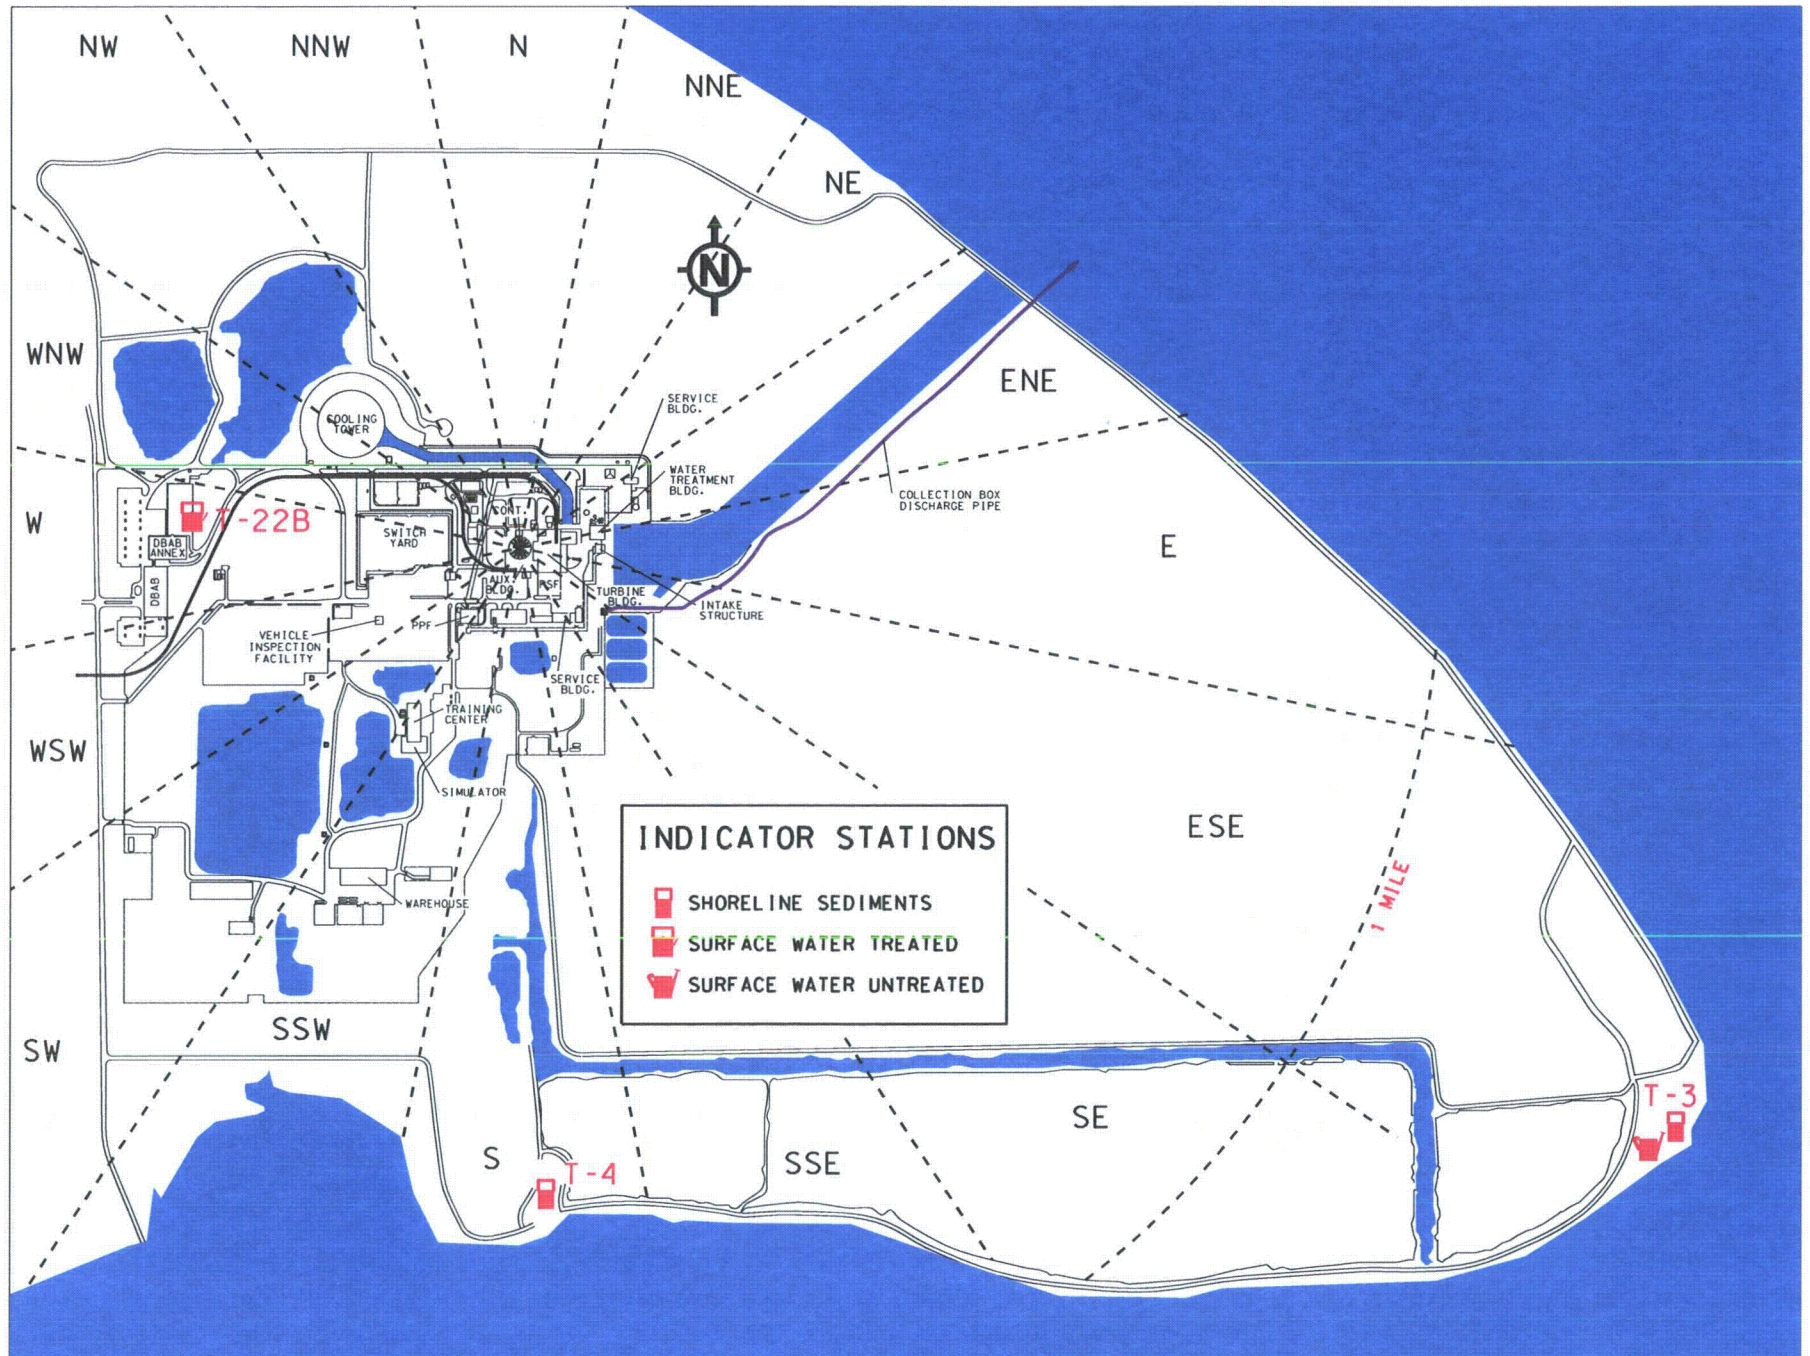 NW
NNW
N
NNE
NE
N
WNW
ENE
SERVICE
BLDG.
COOLING
TOWER
WATER
TREATMENT
BLDG.
COLLECTION BOX
DISCHARGE PIPE
CONT.
W
T-22B
SWITCH
YARD
E
DBAB
ANNEX
DBAB
AUX.
BLDG.
TURBINE
BLDG.
INTAKE
STRUCTURE
PPF
VEHICLE
INSPECTION
FACILITY
SERVICE
BLDG.
TRAINING
CENTER
WSW
SIMULATOR
ESE
INDICATOR STATIONS
SHORELINE SEDIMENTS
SURFACE WATER TREATED
SURFACE WATER UNTREATED
1 MILE
WAREHOUSE
SSW
SW
T-3
SE
S
SSE
T-4